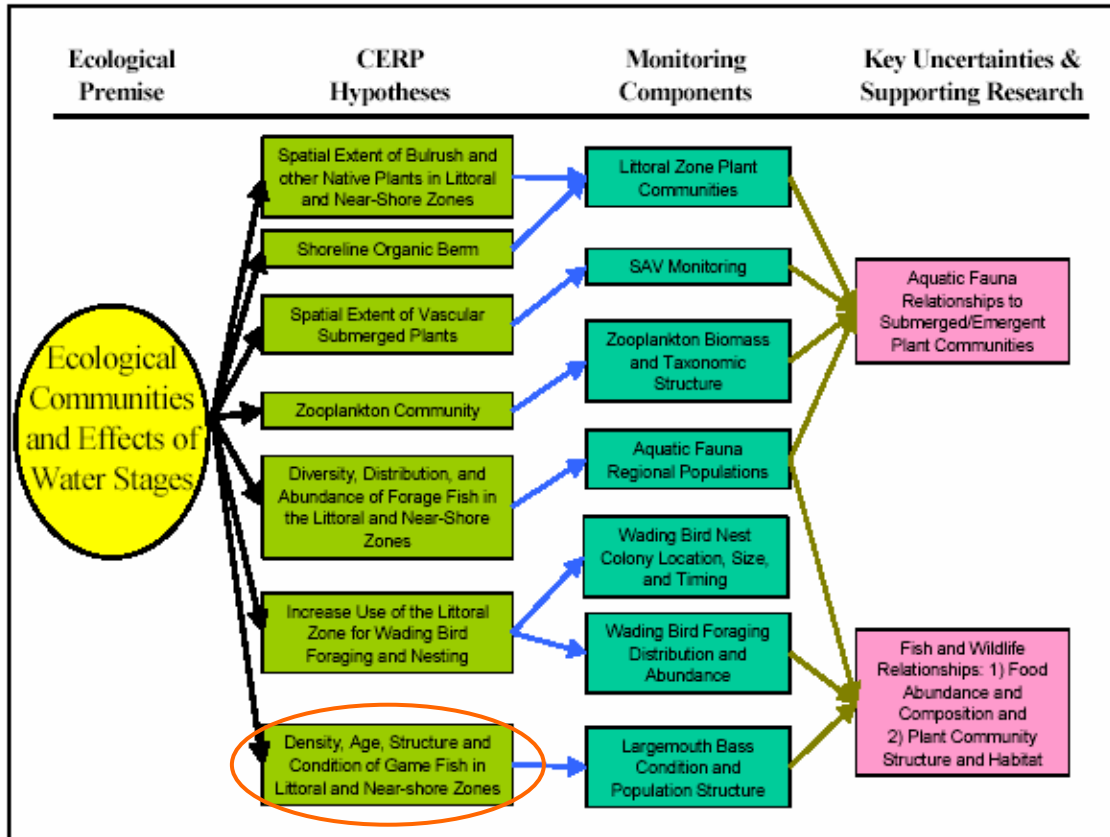 Ecological
Premise
CERP
Hypotheses
Monitoring
Components
Key Uncertainties &
Supporting Research
Ecological
Communities
and Effects of
Water Stages
Spatial Extent of Bulrush and
other Native Plants in Littoral
and Near-Shore Zones
Shoreline Organic Berm
Spatial Extent of Vascular
Submerged Plants
Zooplankton Community
Diversity, Distribution, and
Abundance of Forage Fish in
the Littoral and Near-Shore
Zones
Increase Use of the Littoral
Zone for Wading Bird
Foraging and Nesting
Density, Age, Structure and
Condition of Game Fish in
Littoral and Near-shore Zones
Littoral Zone Plant
Communities
SAV Monitoring
Zooplankton Biomass
and Taxonomic
Structure
Aquatic Fauna
Regional Populations
Wading Bird Nest
Colony Location, Size,
and Timing
Wading Bird Foraging
Distribution and
Abundance
Largemouth Bass
Condition and
Population Structure
Aquatic Fauna
Relationships to
Submerged/Emergent
Plant Communities
Fish and Wildlife
Relationships: 1) Food
Abundance and
Composition and
2) Plant Community
Structure and Habitat